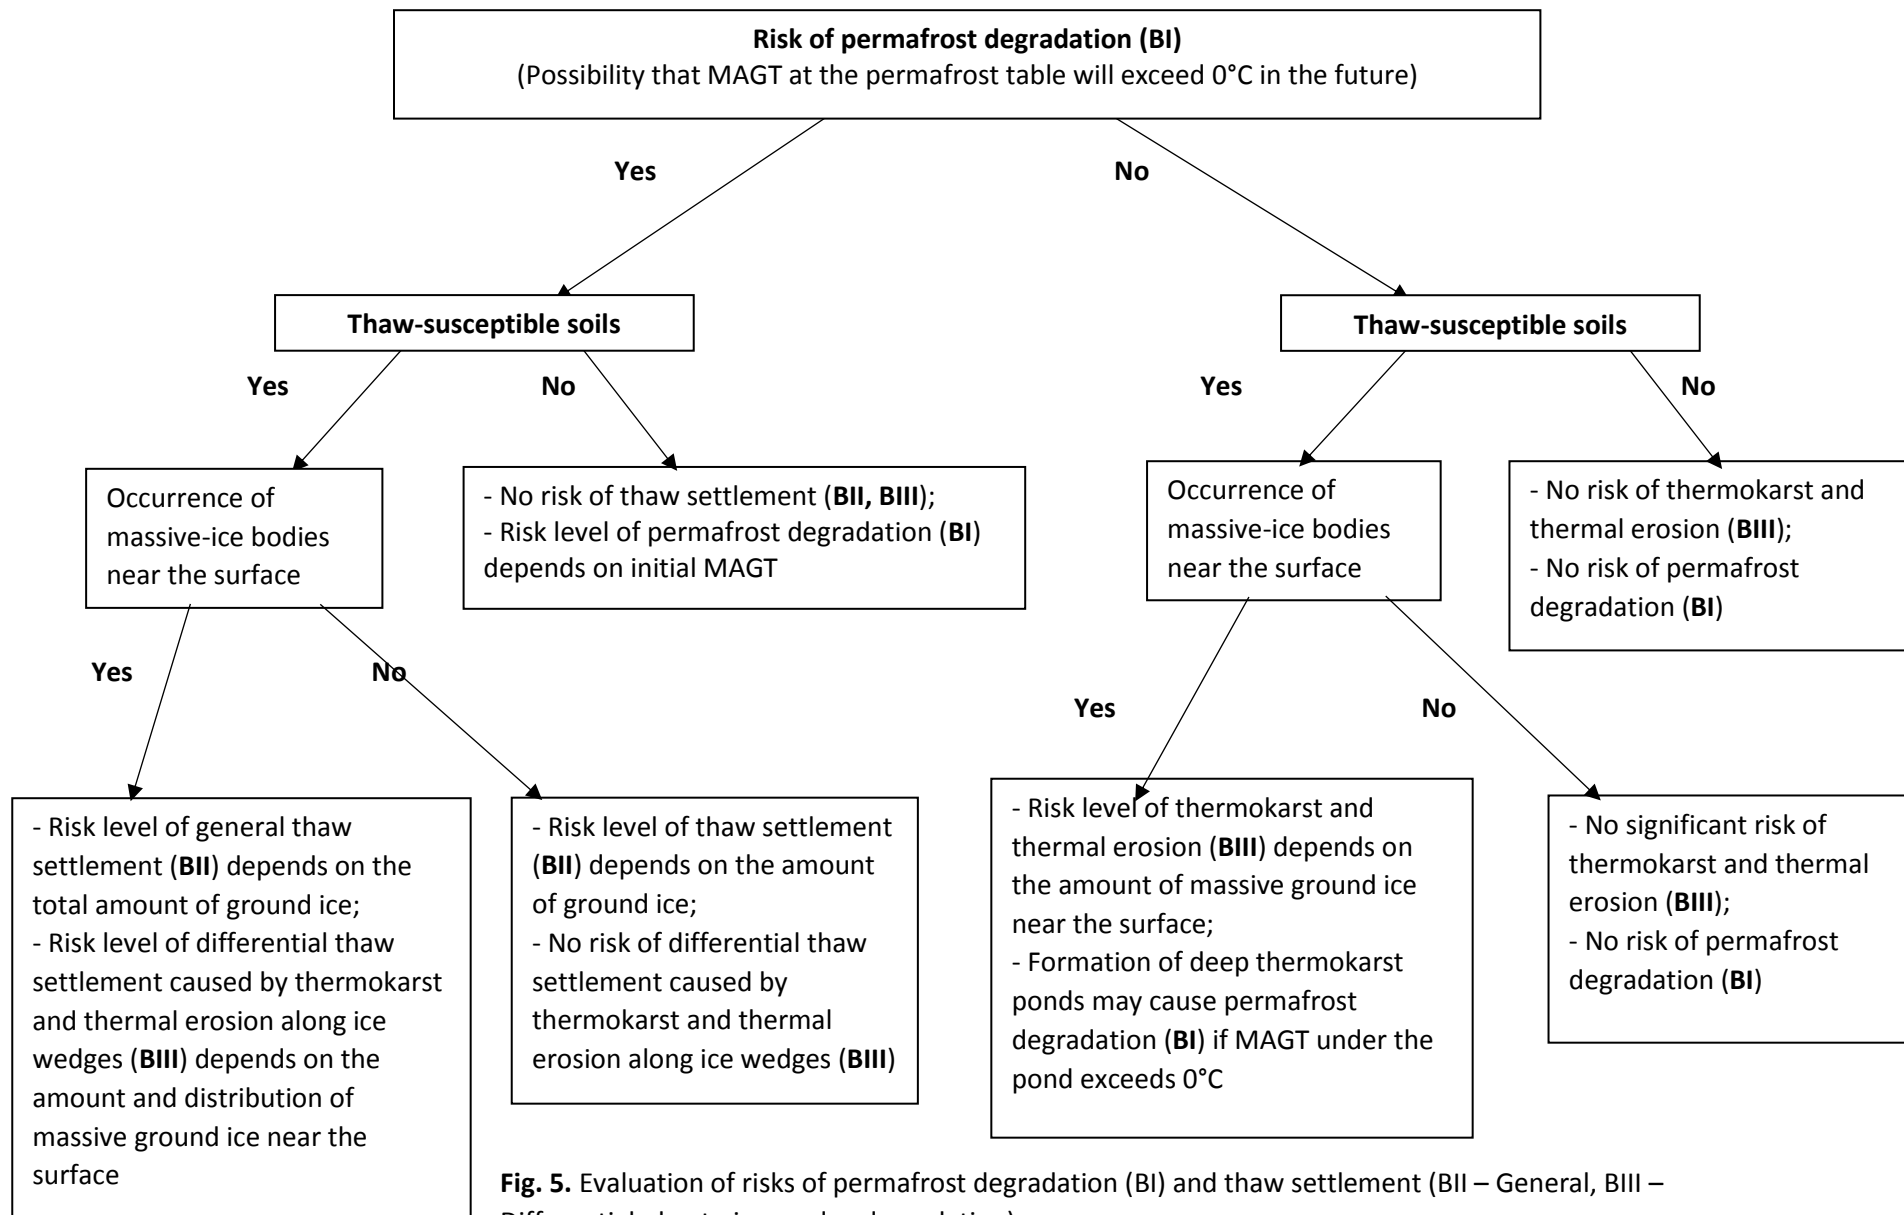 Risk of permafrost degradation (BI)
(Possibility that MAGT at the permafrost table will exceed 0°C in the future)
Yes
No
Thaw-susceptible soils
Thaw-susceptible soils
Yes
No
Yes
No
Occurrence of
massive-ice bodies
near the surface
- No risk of thaw settlement (BII, BIII);
- Risk level of permafrost degradation (BI)
depends on initial MAGT
Occurrence of
massive-ice bodies
near the surface
- No risk of thermokarst and
thermal erosion (BIII);
- No risk of permafrost
degradation (BI)
Yes
No
Yes
No
- Risk level of general thaw
settlement (BII) depends on the
total amount of ground ice;
- Risk level of differential thaw
settlement caused by thermokarst
and thermal erosion along ice
wedges (BIII) depends on the
amount and distribution of
massive ground ice near the
surface
- Risk level of thaw settlement
(BII) depends on the amount
of ground ice;
- No risk of differential thaw
settlement caused by
thermokarst and thermal
erosion along ice wedges (BIII)
- Risk level of thermokarst and
thermal erosion (BIII) depends on
the amount of massive ground ice
near the surface;
- Formation of deep thermokarst
ponds may cause permafrost
degradation (BI) if MAGT under the
pond exceeds 0°C
- No significant risk of
thermokarst and thermal
erosion (BIII);
- No risk of permafrost
degradation (BI)
Fig. 5. Evaluation of risks of permafrost degradation (BI) and thaw settlement (BII – General, BIII –